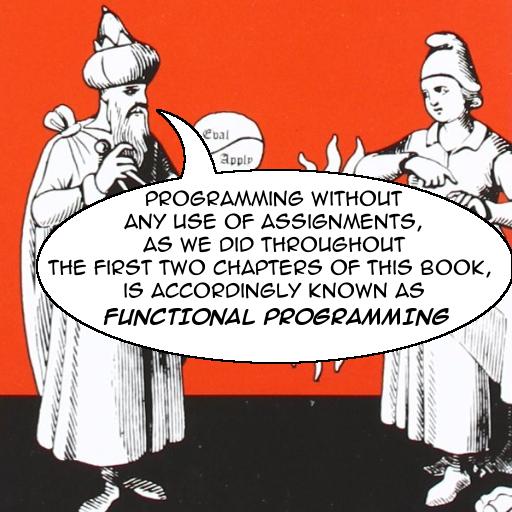 Eval
Apply
PROGRAMMING WITHOUT
ANY USE OF ASSIGNMENTS,
AS WE DID THROUGHOUT
THE FIRST TWO CHAPTERS OF THIS BOOK,
IS ACCORDINGLY KNOWN AS
FUNCTIONAL PROGRAMMING